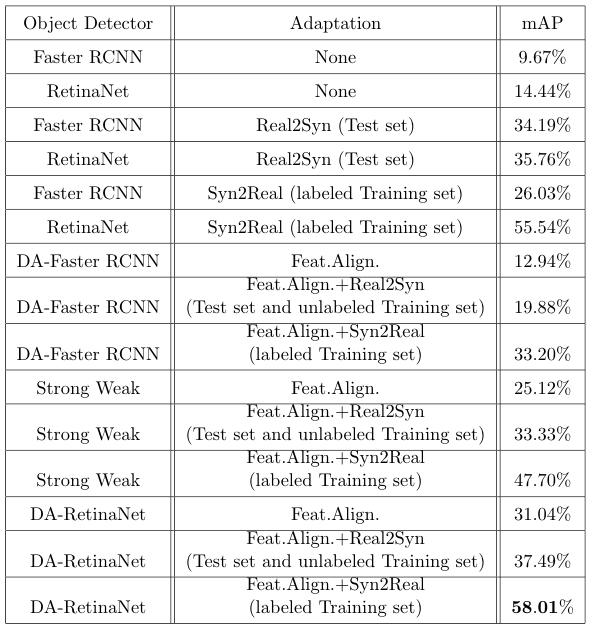 Object Detector Adaptation mAP
Faster RCNN None 9.67%
RetinaNet None 14.44%
Faster RCNN Real2Syn (Test set) 34.19%
RetinaNet Real2Syn (Test set) 35.76%
Faster RCNN Syn2Real (labeled Training set) 26.03%
RetinaNet Syn2Real (labeled Training set) 55.54%
DA-Faster RCNN Feat.Align. 12.94%
Feat.Align.+Real2Syn
DA-Faster RCNN (Test set and unlabeled Training set) 19.88%
Feat.Align.+Syn2Real
DA-Faster RCNN (labeled Training set) 33.20%
Strong Weak Feat.Align. 25.12%
Feat.Align.+Real2Syn
Strong Weak (Test set and unlabeled Training set) 33.33%
Feat.Align.+Syn2Real
Strong Weak (labeled Training set) 47.70%
DA-RetinaNet Feat.Align. 31.04%
Feat.Align.+Real2Syn
DA-RetinaNet (Test set and unlabeled Training set) 37.49%
Feat.Align.+Syn2Real
DA-RetinaNet (labeled Training set) 58.01%